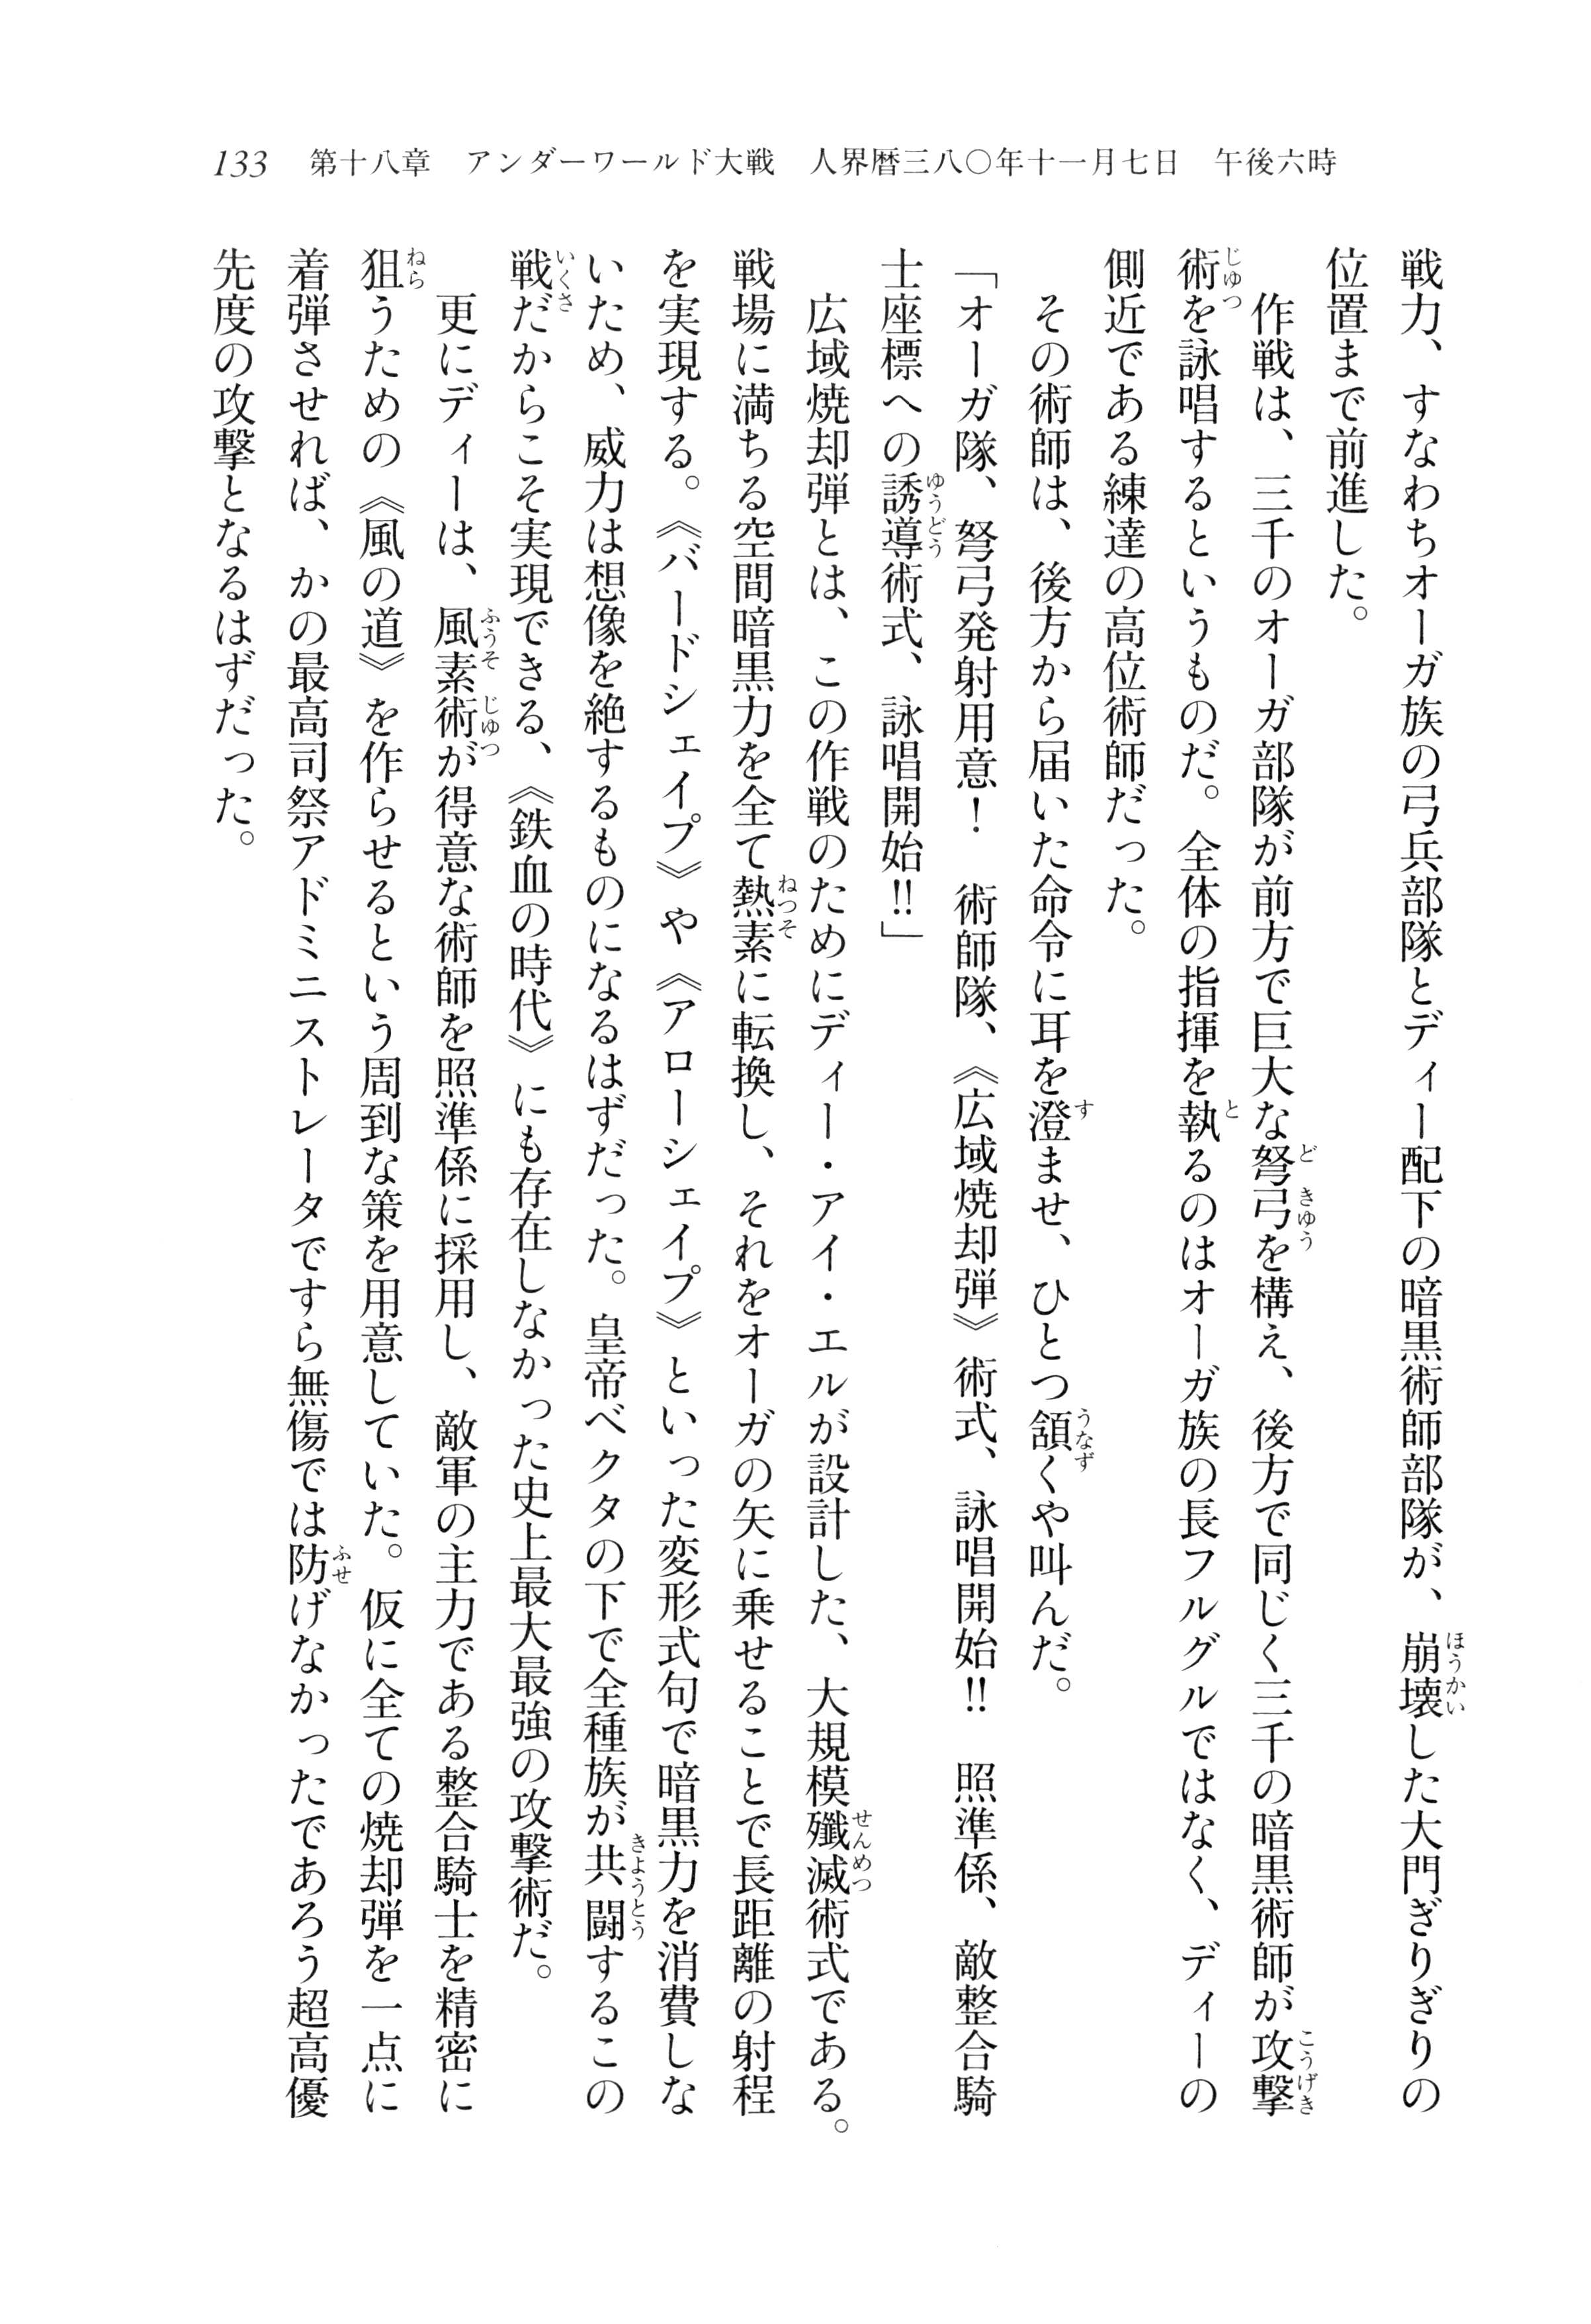 133　第十八章　アンダーワールド大戦　人界暦三八〇年十一月七日　午後六時
戦力、すなわちオーガ族の弓兵部隊とディー配下の暗黒術師部隊が、崩壊した大門ぎりぎりの
位置まで前進した。
　作戦は、三千のオーガ部隊が前方で巨大な弩弓を構え、後方で同じく三千の暗黒術師が攻撃
術を詠唱するというものだ。全体の指揮を執るのはオーガ族の長フルグルではなく、ディーの
側近である練達の高位術師だった。
　その術師は、後方から届いた命令に耳を澄ませ、ひとつ頷くや叫んだ。
「オーガ隊、弩弓発射用意！　術師隊、《広域焼却弾》術式、詠唱開始!!　照準係、敵整合騎
士座標への誘導術式、詠唱開始!!」
　広域焼却弾とは、この作戦のためにディー・アイ・エルが設計した、大規模殲滅術式である。
戦場に満ちる空間暗黒力を全て熱素に転換し、それをオーガの矢に乗せることで長距離の射程
を実現する。《バードシェイプ》や《アローシェイプ》といった変形式句で暗黒力を消費しな
いため、威力は想像を絶するものになるはずだった。皇帝ベクタの下で全種族が共闘するこの
戦だからこそ実現できる、《鉄血の時代》にも存在しなかった史上最大最強の攻撃術だ。
　更にディーは、風素術が得意な術師を照準係に採用し、敵軍の主力である整合騎士を精密に
狙うための《風の道》を作らせるという周到な策を用意していた。仮に全ての焼却弾を一点に
着弾させれば、かの最高司祭アドミニストレータですら無傷では防げなかったであろう超高優
先度の攻撃となるはずだった。